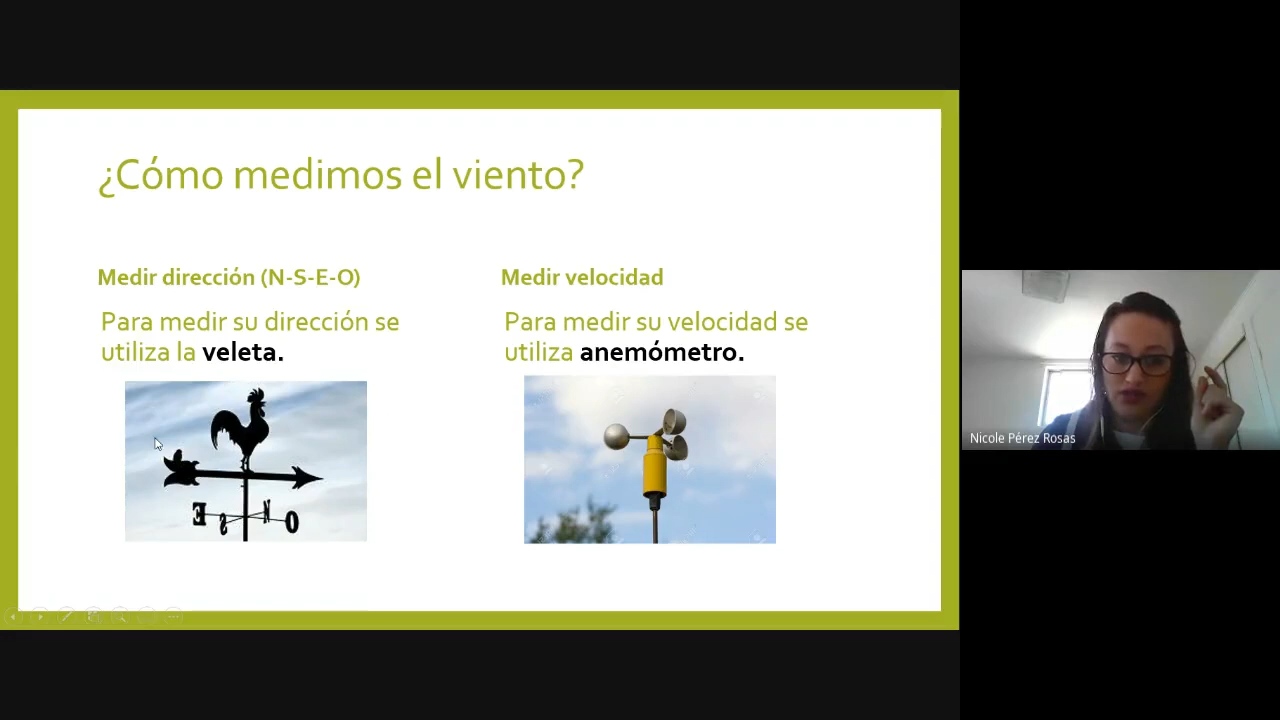 ¿Cómo medimos el viento?
Medir dirección (N-S-E-O)
Para medir su dirección se
utiliza la veleta.
E S N O
Medir velocidad
Para medir su velocidad se
utiliza anemómetro.
Nicole Pérez Rosas